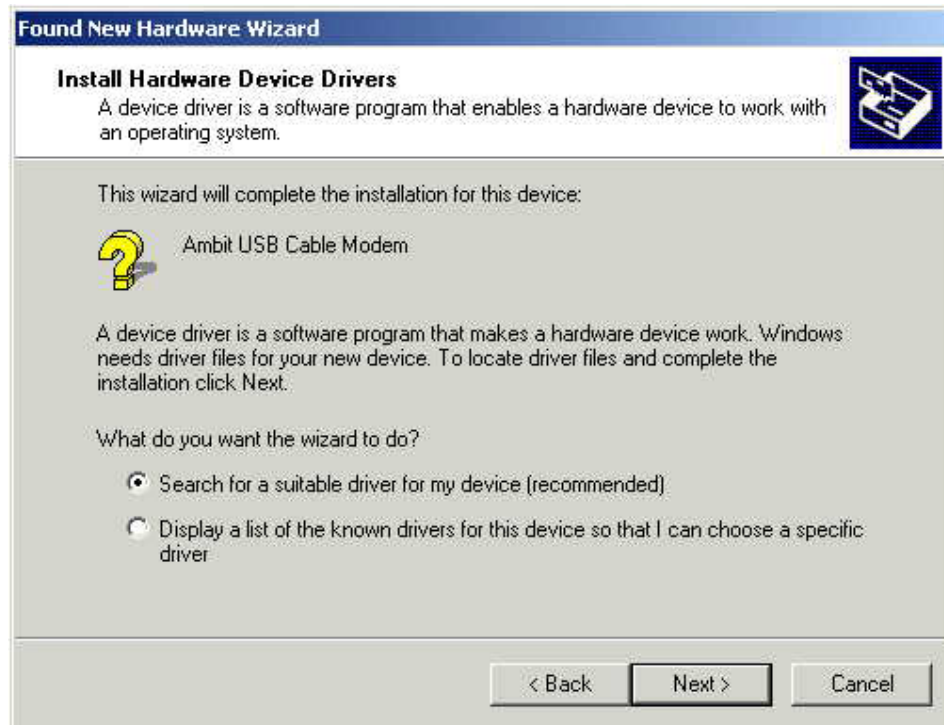 Found New Hardware Wizard
Install Hardware Device Drivers
A device driver is a software program that enables a hardware device to work with
an operating system.
This wizard will complete the installation for this device:
Ambit USB Cable Modem
A device driver is a software program that makes a hardware device work. Windows
needs driver files for your new device. To locate driver files and complete the
installation click Next.
What do you want the wizard to do?
Search for a suitable driver for my device (recommended)
Display a list of the known drivers for this device so that I can choose a specific
driver
< Back Next > Cancel